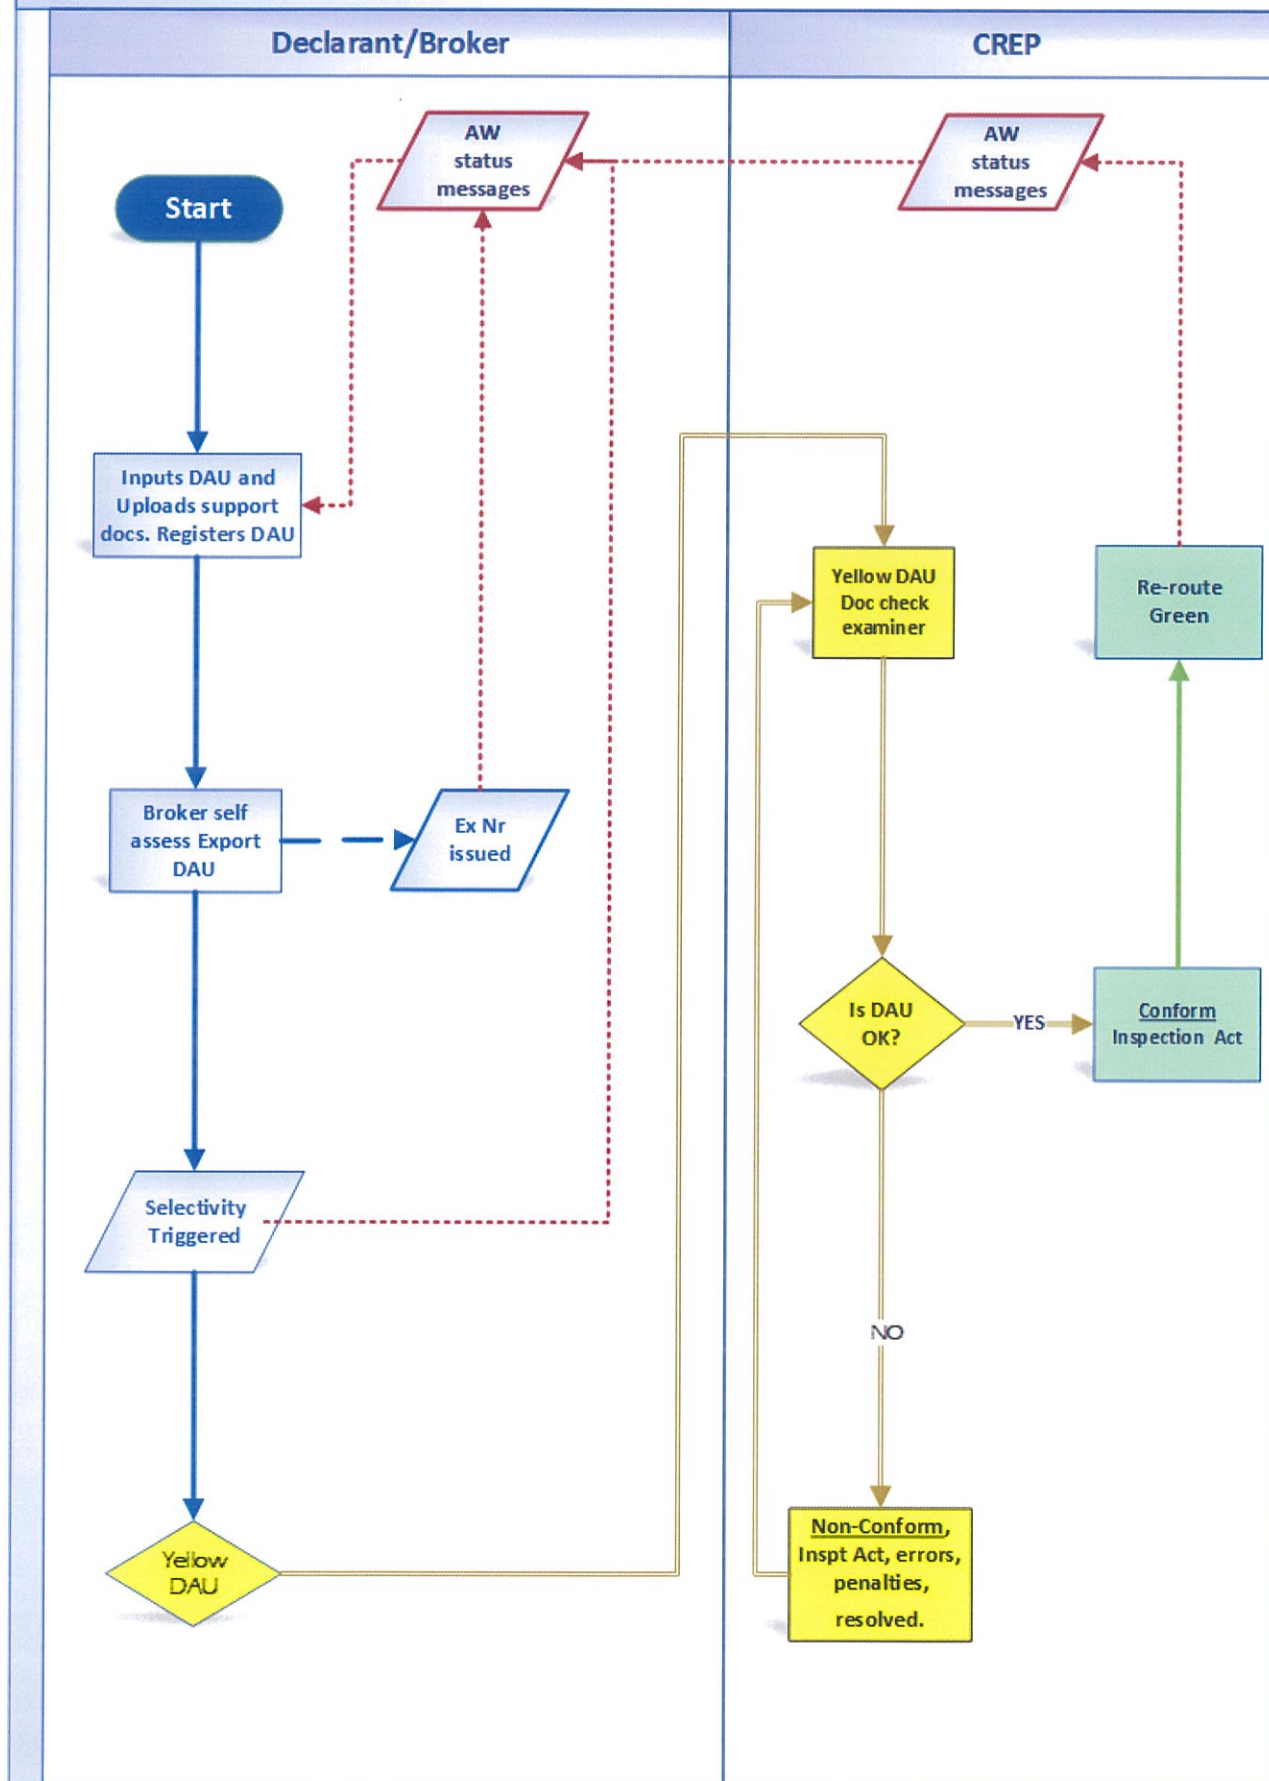 Declarant/Broker
CREP
AW
status
messages
AW
status
messages
Start
Inputs DAU and
Uploads support
docs. Registers DAU
Yellow DAU
Doc check
examiner
Re-route
Green
Broker self
assess Export
DAU
Ex Nr
issued
Is DAU
OK?
YES
Conform
Inspection Act
Selectivity
Triggered
NO
Yellow
DAU
Non-Conform,
Inspt Act, errors,
penalties,
resolved.